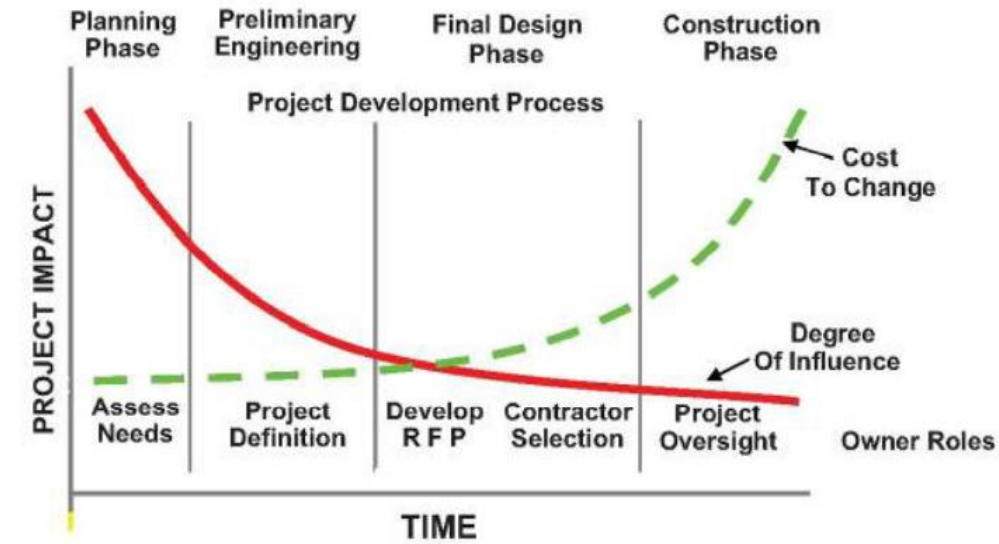 Planning
Phase
Preliminary
Engineering
Final Design
Phase
Construction
Phase
Project Development Process
Cost
To Change
PROJECT IMPACT
Degree
Of Influence
Assess
Needs
Project
Definition
Develop
R F P
Contractor
Selection
Project
Oversight
Owner Roles
TIME